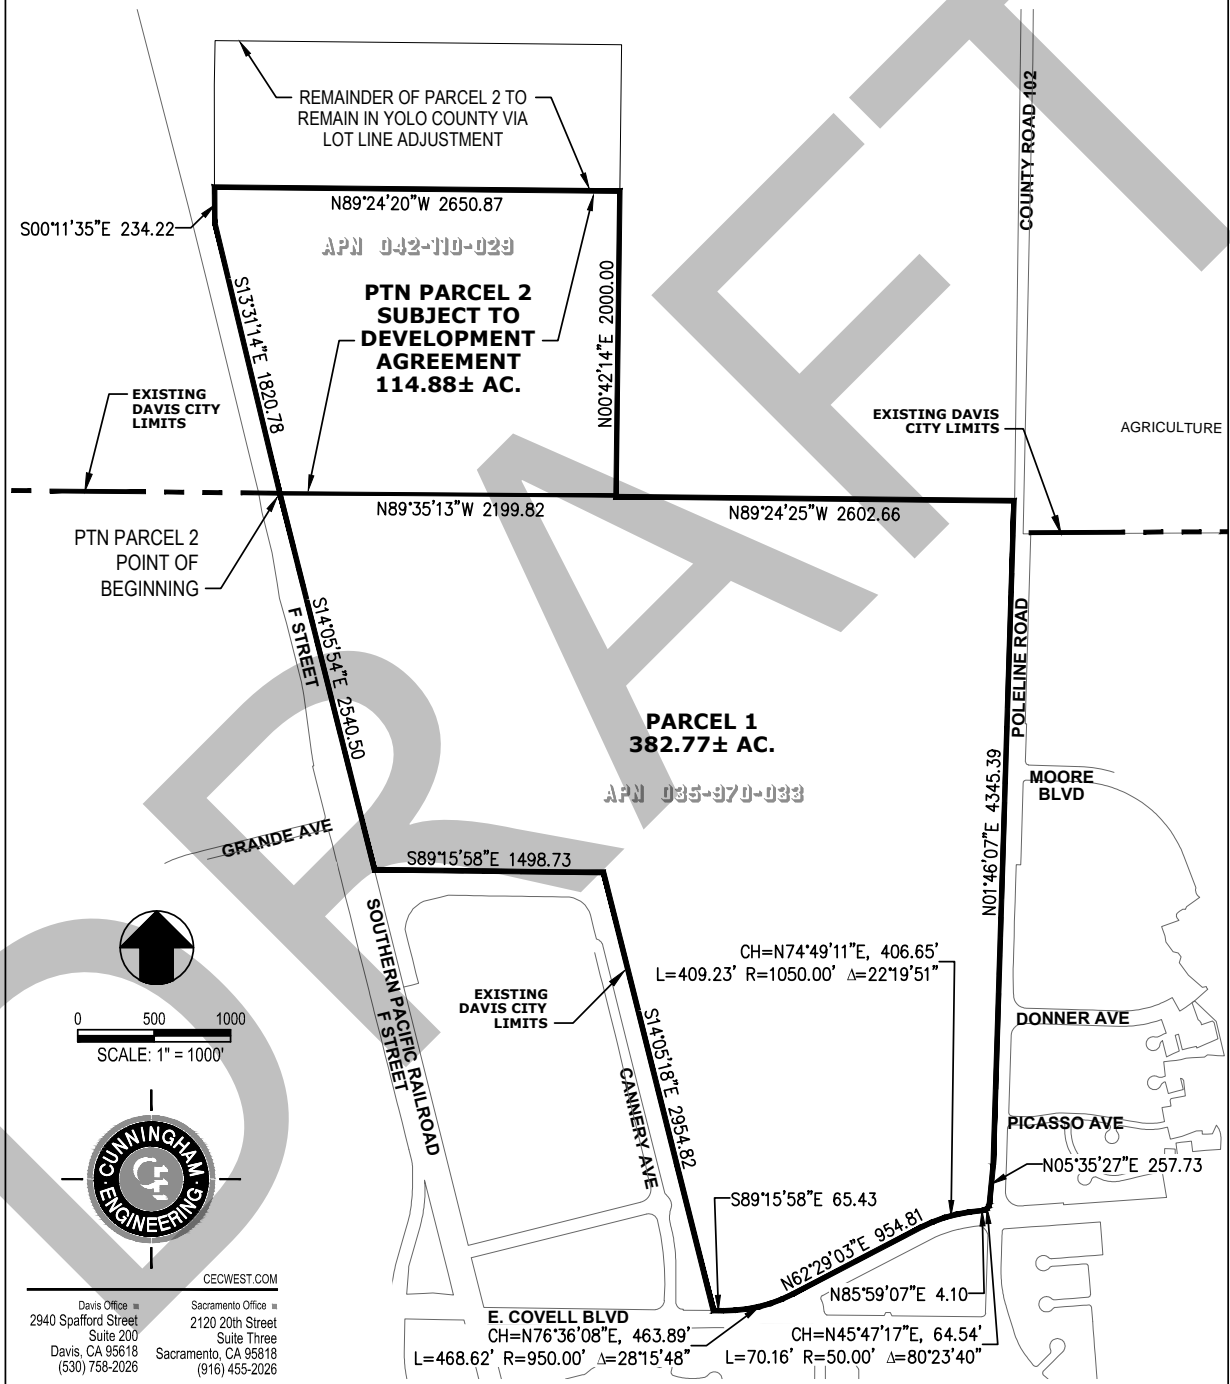 REMAINDER OF PARCEL 2 TO
REMAIN IN YOLO COUNTY VIA
LOT LINE ADJUSTMENT
COUNTY ROAD 102
N89°24'20"W 2650.87
S00°11'35"E 234.22
APN 042-110-029
PTN PARCEL 2
SUBJECT TO
DEVELOPMENT
AGREEMENT
114.88± AC.
S13°31'14"E 1820.78
N00°42'14"E 2000.00
EXISTING
DAVIS CITY
LIMITS
EXISTING DAVIS
CITY LIMITS
AGRICULTURE
N89°35'13"W 2199.82
N89°24'25"W 2602.66
PTN PARCEL 2
POINT OF
BEGINNING
F STREET
S14°05'54"E 2540.50
POLELINE ROAD
PARCEL 1
382.77± AC.
APN 035-970-033
MOORE
BLVD
N01°46'07"E 4345.39
GRANDE AVE
S89°15'58"E 1498.73
SOUTHERN PACIFIC RAILROAD
F STREET
CH=N74°49'11"E, 406.65'
L=409.23' R=1050.00' Δ=22°19'51"
EXISTING
DAVIS CITY
LIMITS
S14°05'18"E 2954.82
CANNERY AVE
DONNER AVE
PICASSO AVE
N05°35'27"E 257.73
0 500 1000
SCALE: 1" = 1000'
CUNNINGHAM
ENGINEERING
S89°15'58"E 65.43
N62°29'03"E 954.81
N85°59'07"E 4.10
E. COVELL BLVD
CH=N76°36'08"E, 463.89'
L=468.62' R=950.00' Δ=28°15'48"
CH=N45°47'17"E, 64.54'
L=70.16' R=50.00' Δ=80°23'40"
CECWEST.COM
Davis Office
2940 Spafford Street
Suite 200
Davis, CA 95618
(530) 758-2026
Sacramento Office
2120 20th Street
Suite Three
Sacramento, CA 95818
(916) 455-2026
DRAFT